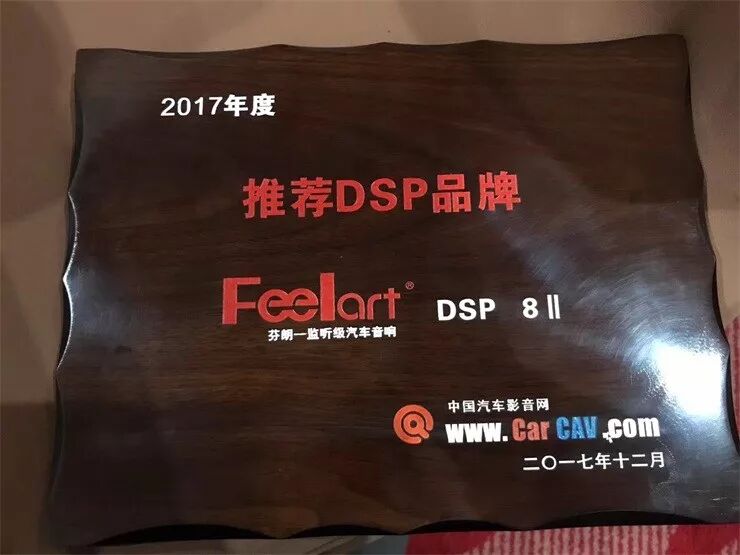 2017年度
推荐DSP品牌
Feelart® DSP 8Ⅱ
芬朗一监听级汽车音响
中国汽车影音网
www.CarCAV.com
二〇一七年十二月